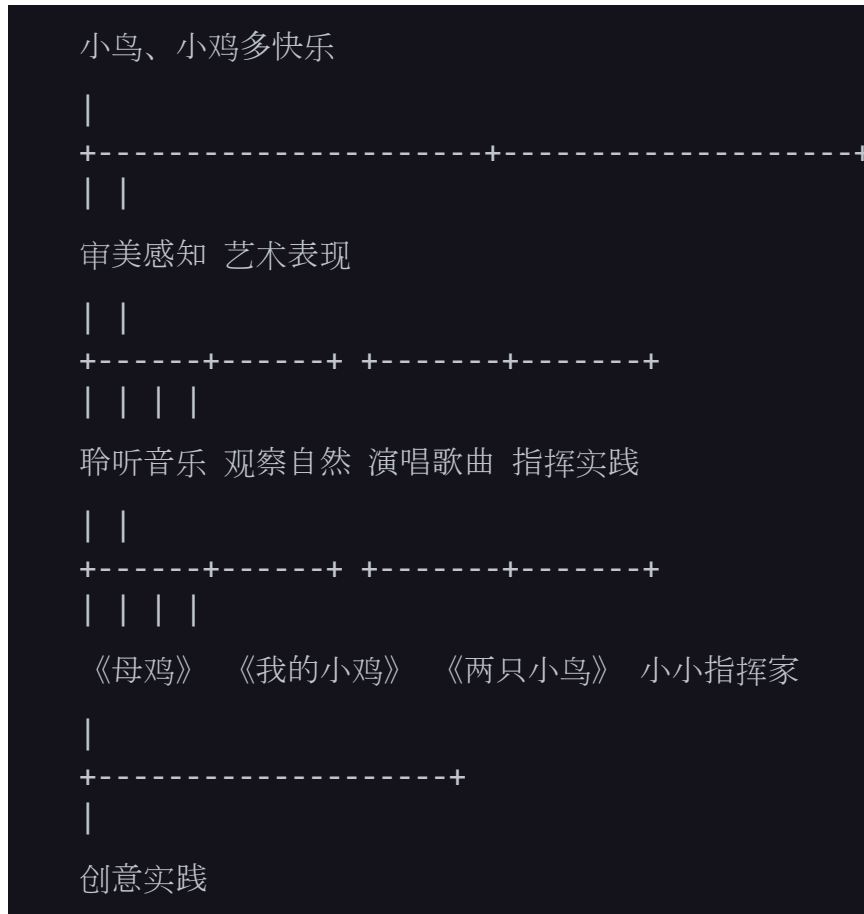 小鸟、小鸡多快乐
|
+----------------------+--------------------+
| |
审美感知 艺术表现
| |
+------+------+ +-------+-------+
| | | |
聆听音乐 观察自然 演唱歌曲 指挥实践
| |
+------+------+ +-------+-------+
| | | |
《母鸡》 《我的小鸡》 《两只小鸟》 小小指挥家
|
+--------------------+
|
创意实践